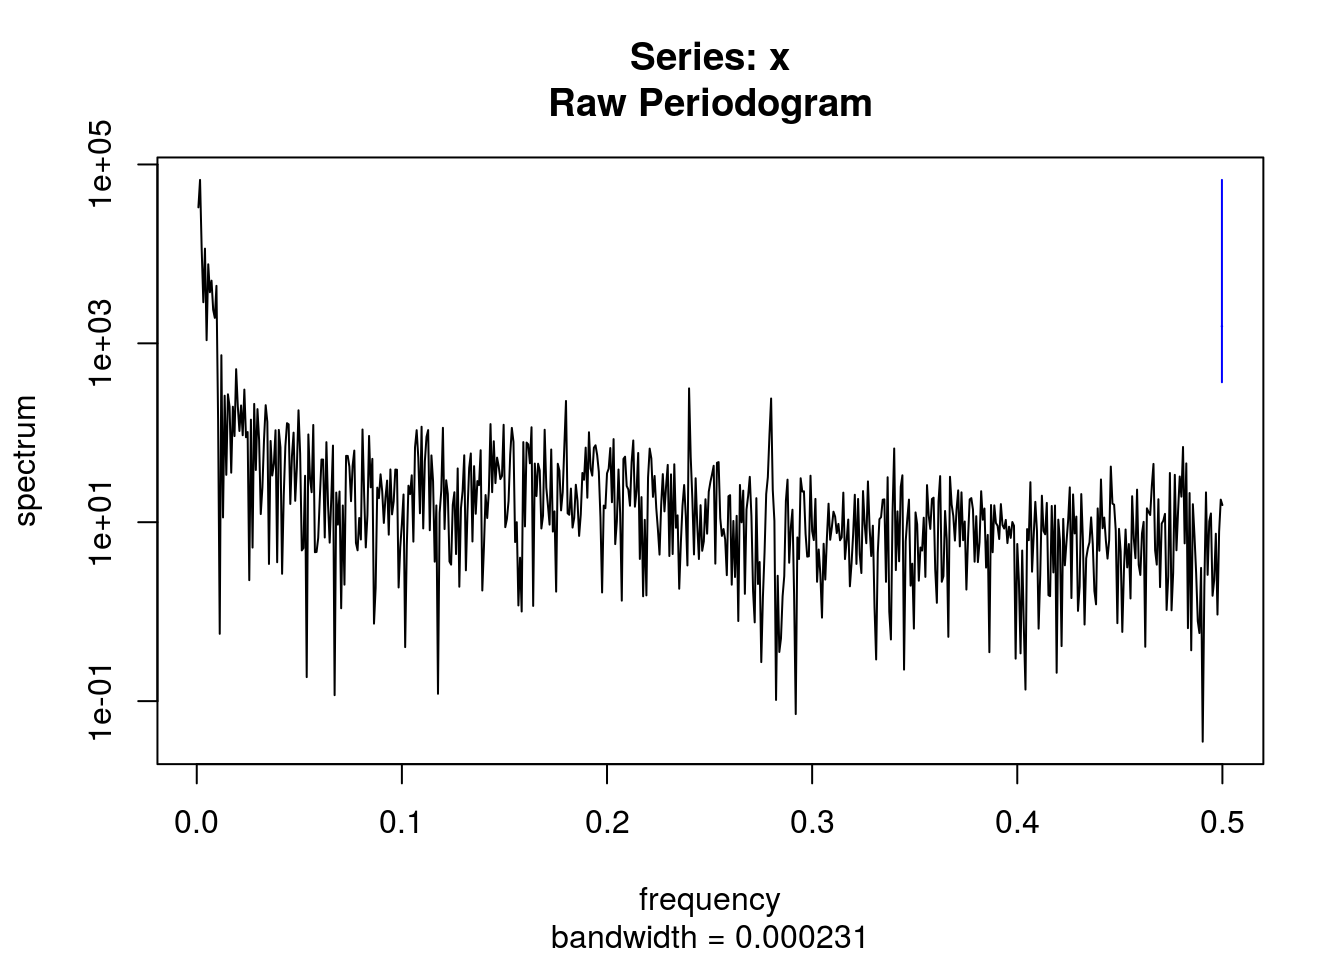 Series: x
Raw Periodogram
1e+05
1e+03
1e+01
1e-01
spectrum
0.0 0.1 0.2 0.3 0.4 0.5
frequency
bandwidth = 0.000231